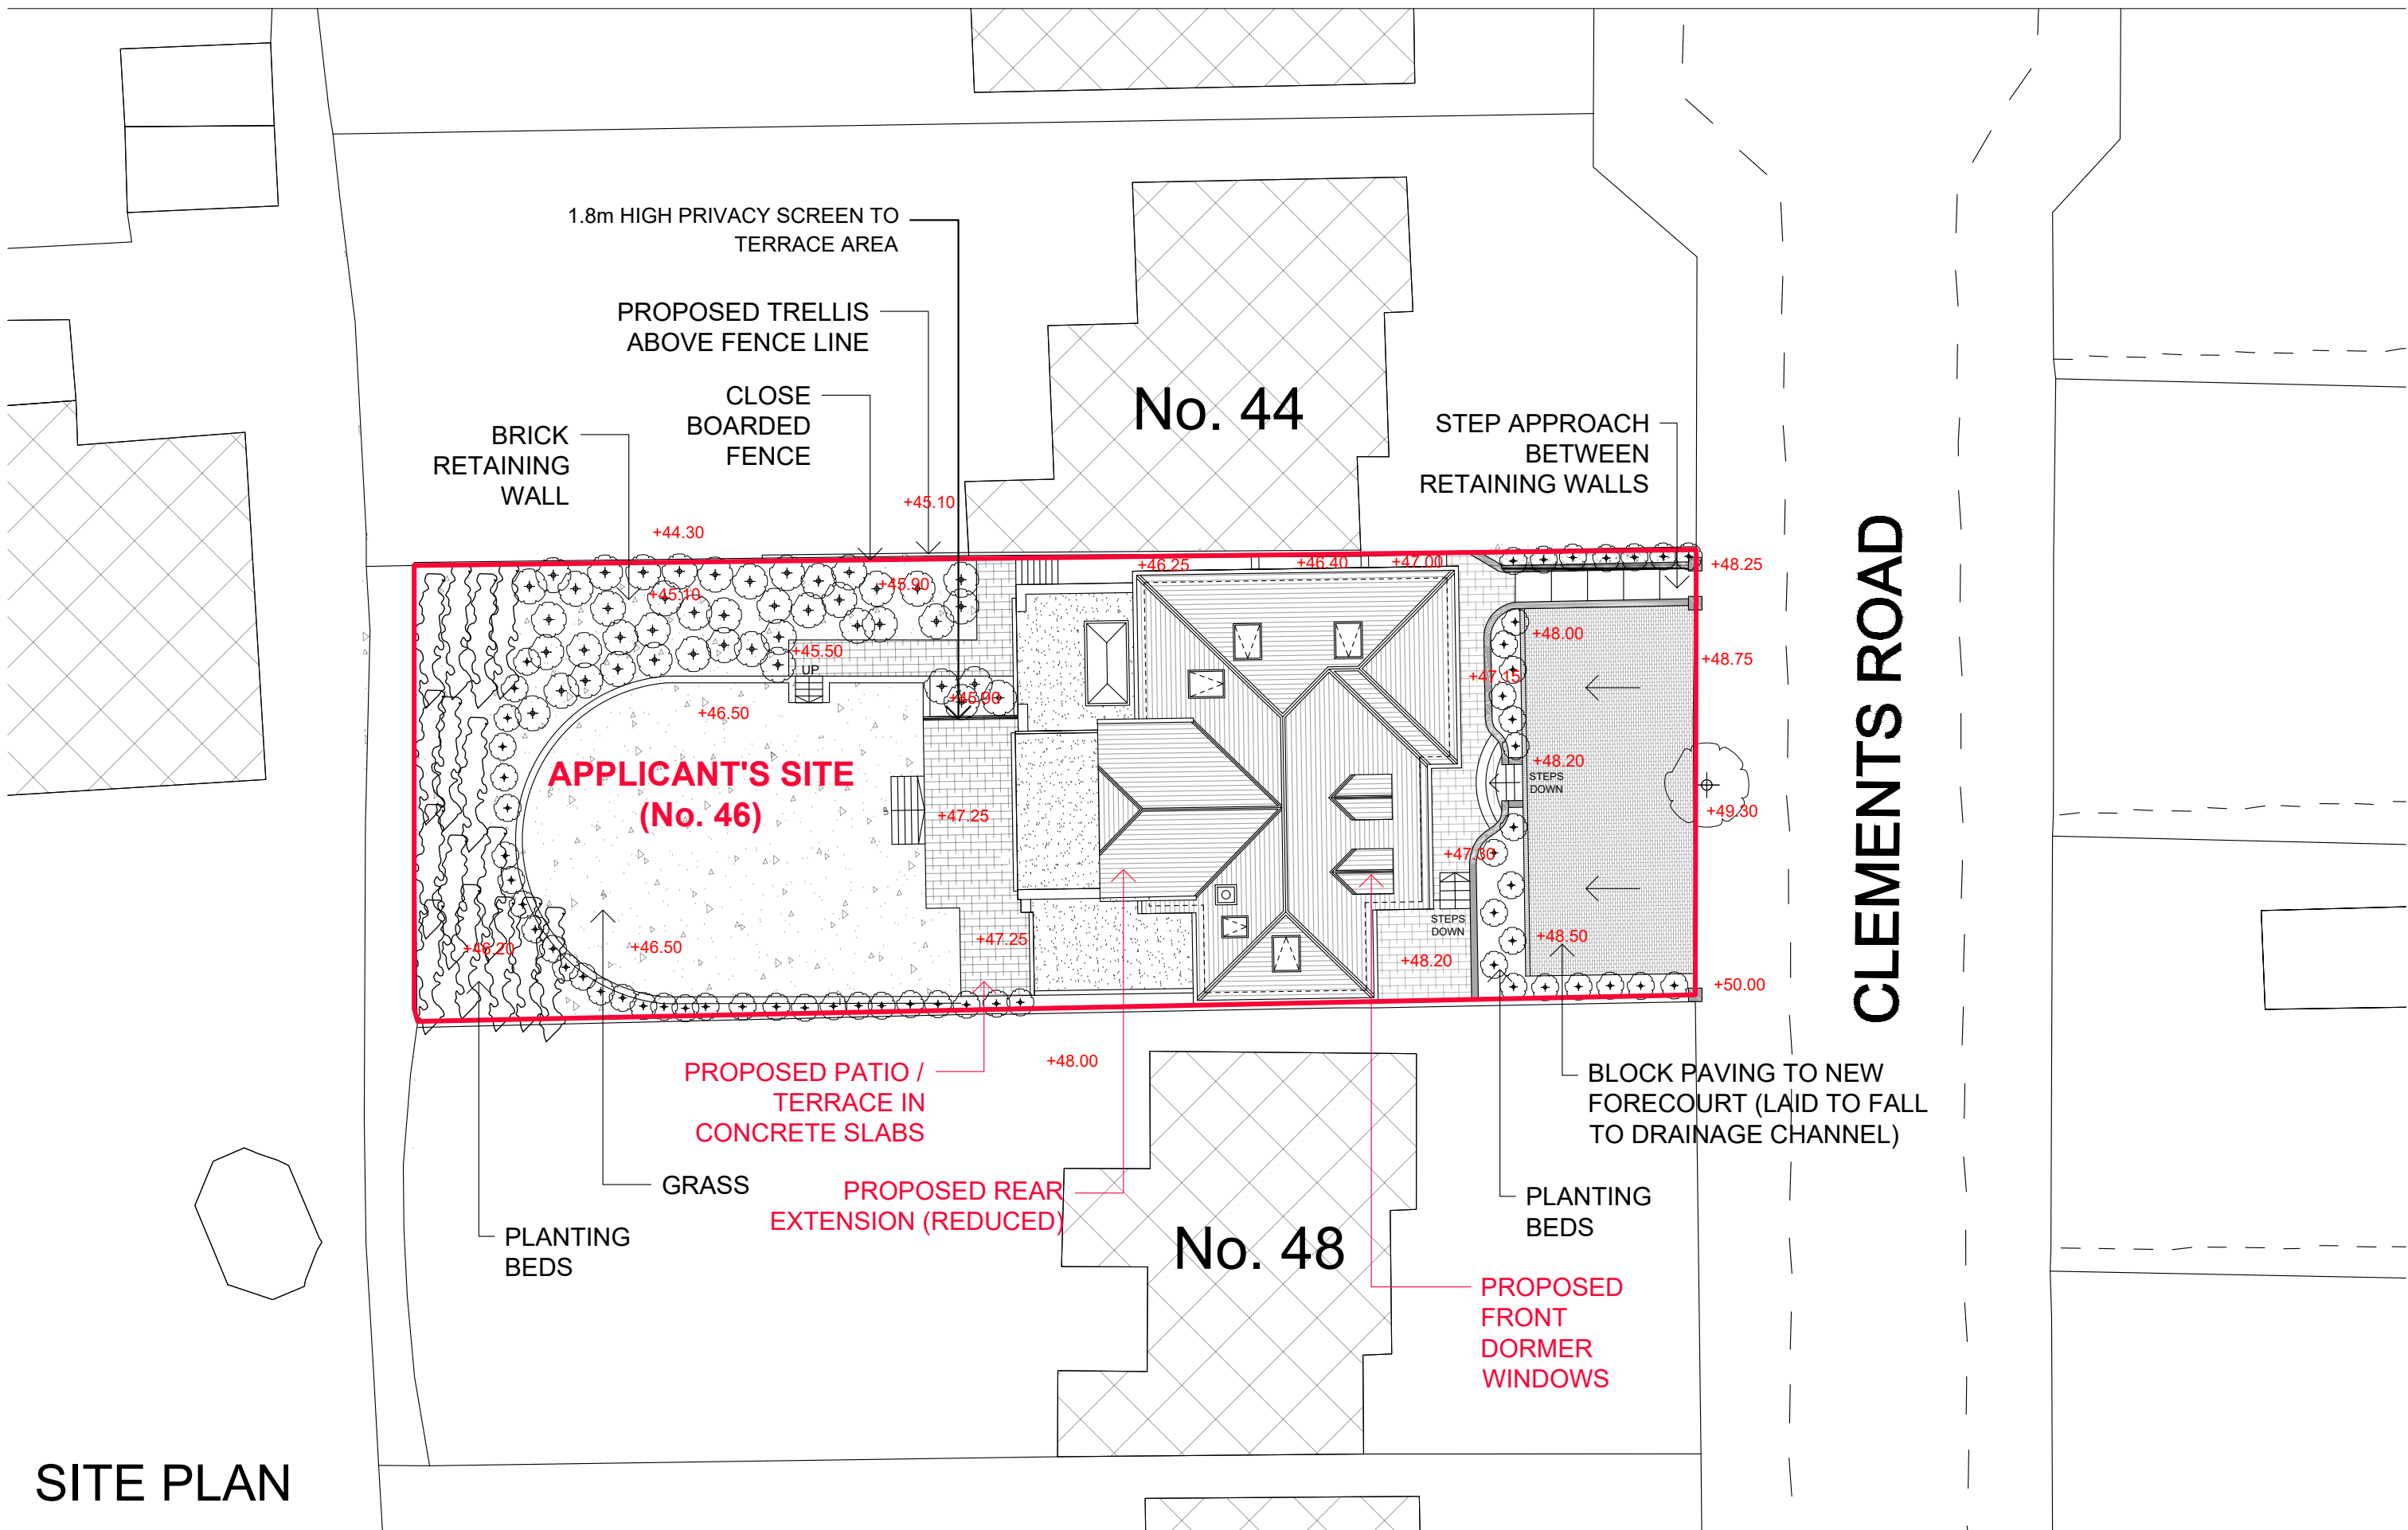 1.8m HIGH PRIVACY SCREEN TO
TERRACE AREA
PROPOSED TRELLIS
ABOVE FENCE LINE
CLOSE
BOARDED
FENCE
BRICK
RETAINING
WALL
No. 44
STEP APPROACH
BETWEEN
RETAINING WALLS
+45.10
+44.30
+46.25
+46.40
+47.00
+48.25
+45.10
+45.90
+48.00
+48.75
+45.50
UP
+47.15
+45.90
+46.50
APPLICANT'S SITE
(No. 46)
+48.20
STEPS
DOWN
+49.30
UP
+47.25
+47.30
STEPS
DOWN
+46.20
+46.50
+47.25
+48.20
+48.50
+50.00
CLEMENTS ROAD
+48.00
PROPOSED PATIO /
TERRACE IN
CONCRETE SLABS
BLOCK PAVING TO NEW
FORECOURT (LAID TO FALL
TO DRAINAGE CHANNEL)
GRASS
PROPOSED REAR
EXTENSION (REDUCED)
PLANTING
BEDS
PLANTING
BEDS
No. 48
PROPOSED
FRONT
DORMER
WINDOWS
SITE PLAN